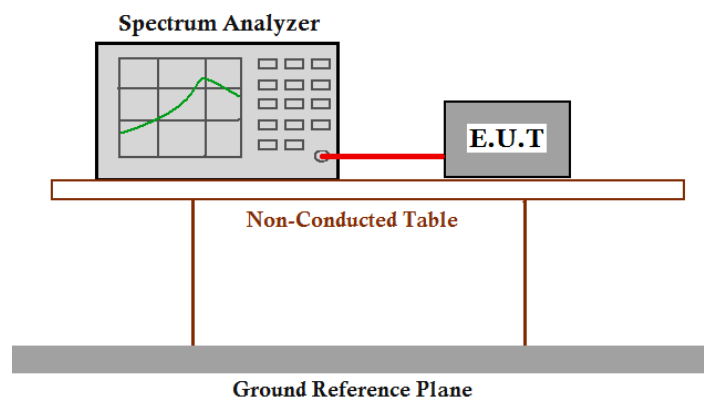 Spectrum Analyzer
E.U.T
Non-Conducted Table
Ground Reference Plane